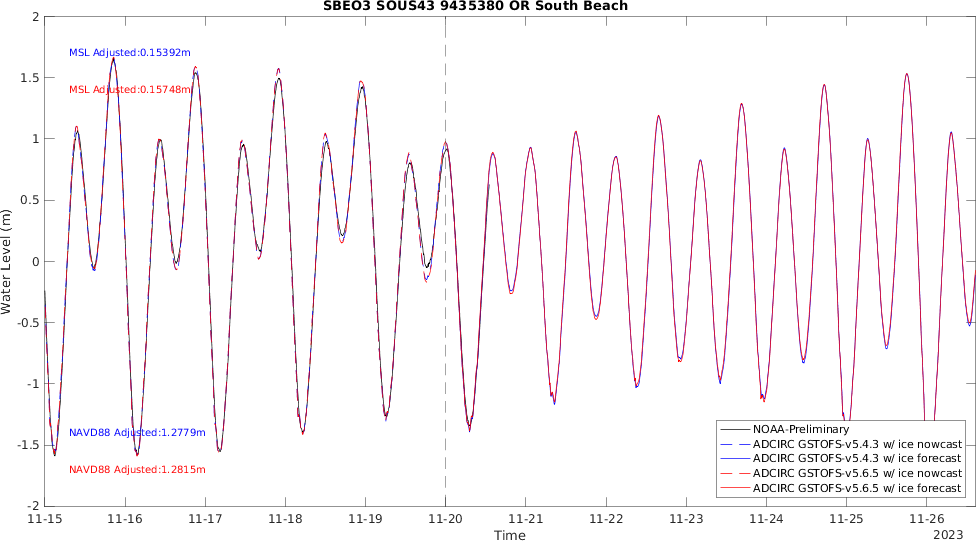 SBEO3 SOUS43 9435380 OR South Beach
2
1.5
1
0.5
0
-0.5
-1
-1.5
-2
Water Level (m)
MSL Adjusted:0.15392m
MSL Adjusted:0.15748m
NAVD88 Adjusted:1.2779m
NAVD88 Adjusted:1.2815m
NOAA-Preliminary
ADCIRC GSTOFS-v5.4.3 w/ ice nowcast
ADCIRC GSTOFS-v5.4.3 w/ ice forecast
ADCIRC GSTOFS-v5.6.5 w/ ice nowcast
ADCIRC GSTOFS-v5.6.5 w/ ice forecast
11-15 11-16 11-17 11-18 11-19 11-20 11-21 11-22 11-23 11-24 11-25 11-26
Time
2023